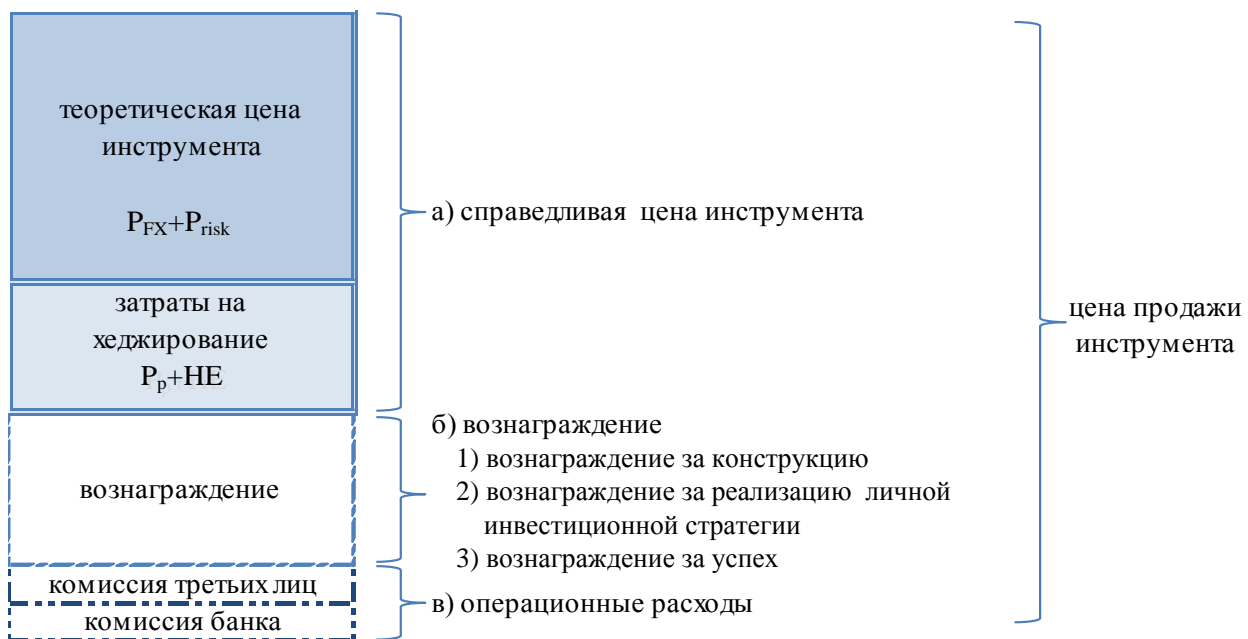 теоретическая цена
инструмента
P_FX+P_risk
затраты на
хеджирование
P_p+HE
вознаграждение
комиссия третьих лиц
комиссия банка
а) справедливая цена инструмента
б) вознаграждение
1) вознаграждение за конструкцию
2) вознаграждение за реализацию личной
инвестиционной стратегии
3) вознаграждение за успех
в) операционные расходы
цена продажи
инструмента